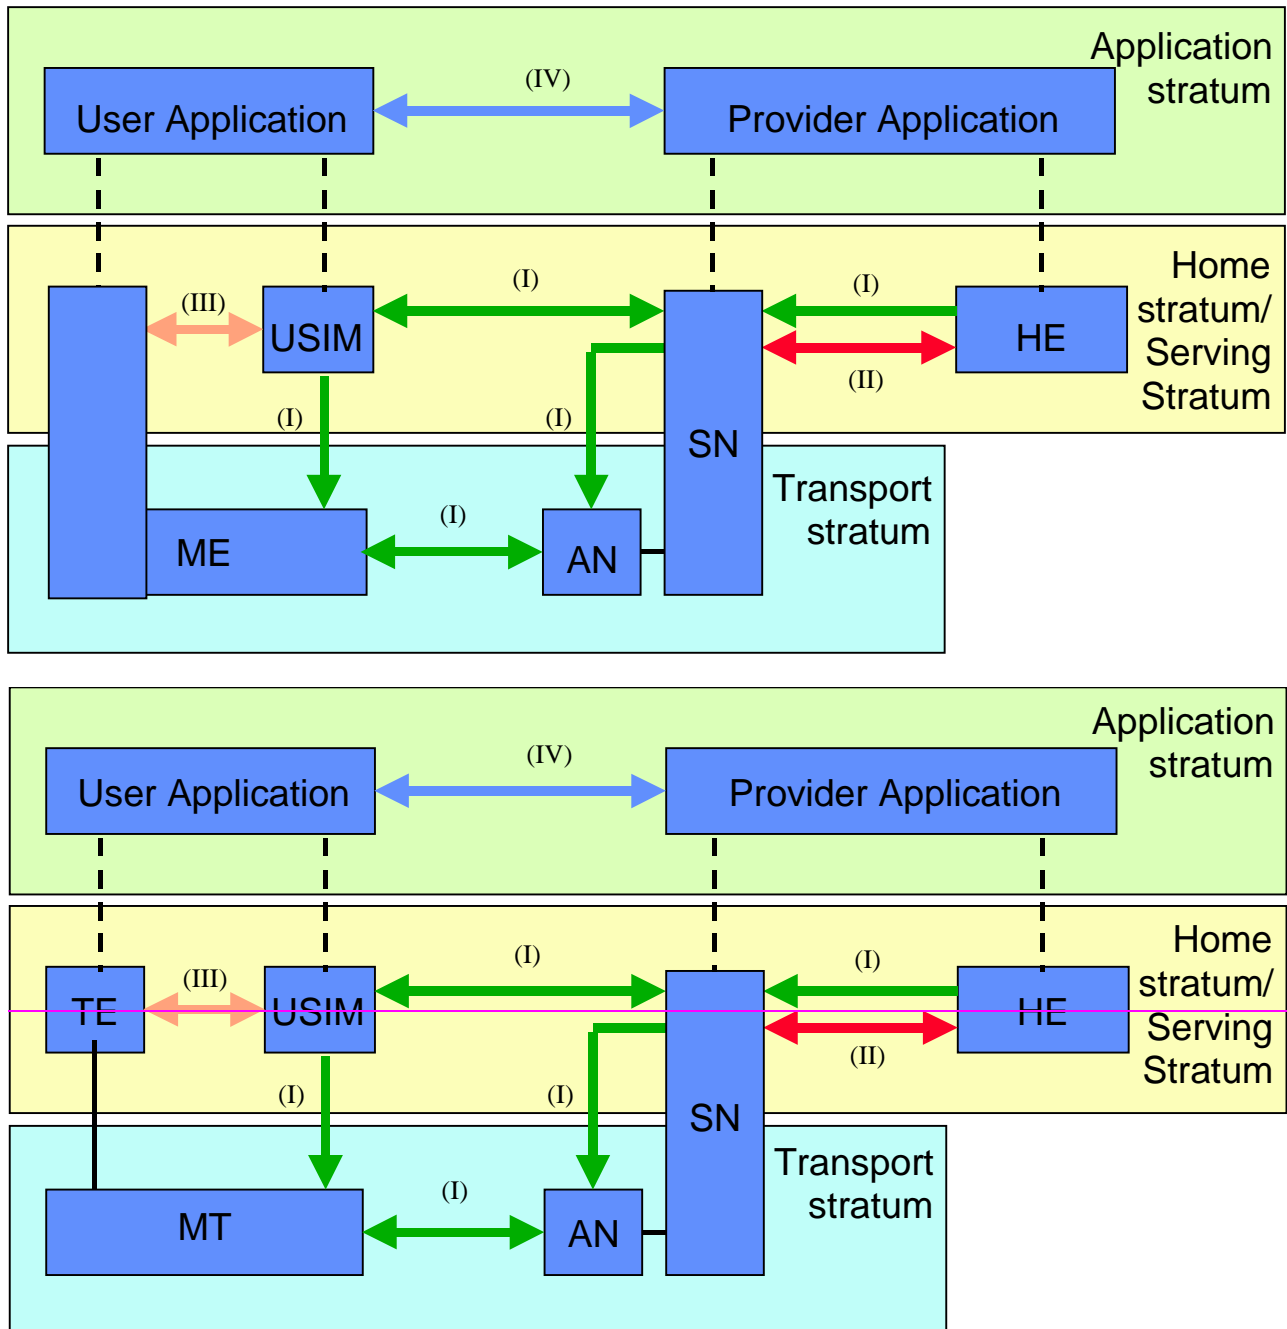 Application
stratum
(IV)
User Application
Provider Application
Home
stratum/
Serving
Stratum
(I)
(I)
(III)
USIM
HE
(II)
(I)
(I)
SN
Transport
stratum
(I)
ME
AN
Application
stratum
(IV)
User Application
Provider Application
Home
stratum/
Serving
Stratum
(I)
(I)
(III)
TE
USIM
HE
(II)
(I)
(I)
SN
Transport
stratum
(I)
MT
AN